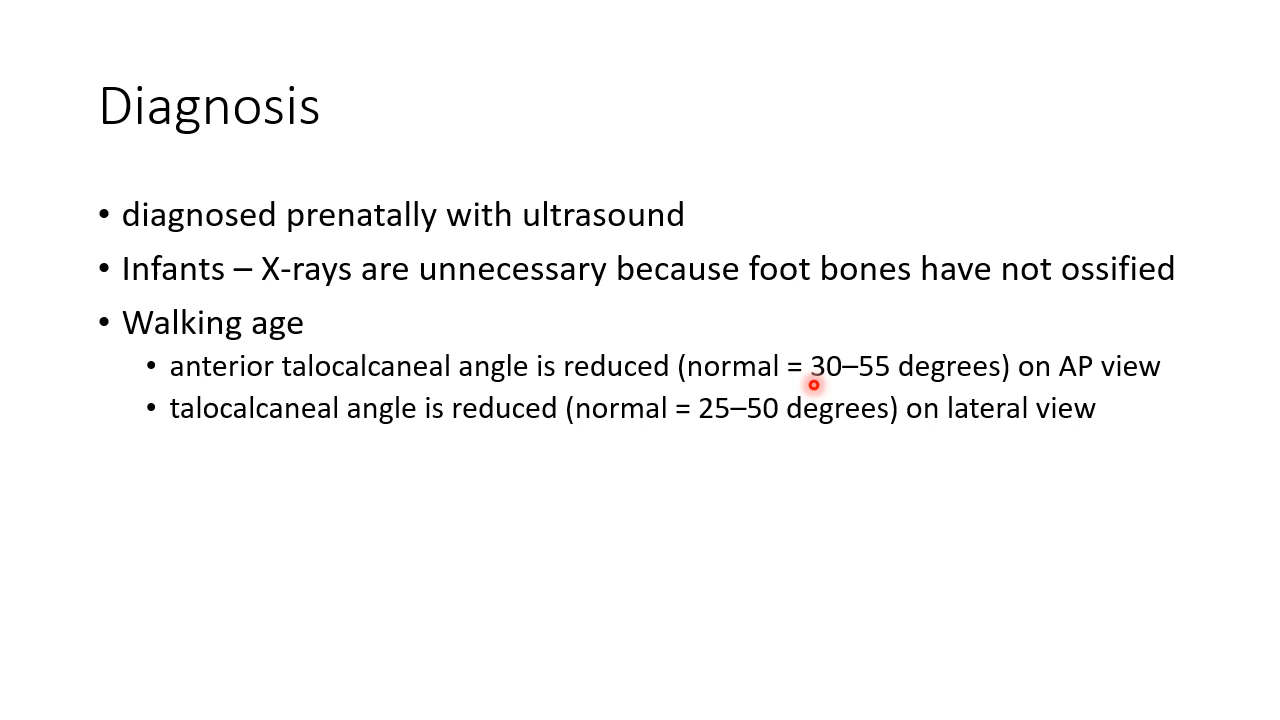 Diagnosis
• diagnosed prenatally with ultrasound
• Infants – X-rays are unnecessary because foot bones have not ossified
• Walking age
• anterior talocalcaneal angle is reduced (normal = 30–55 degrees) on AP view
• talocalcaneal angle is reduced (normal = 25–50 degrees) on lateral view